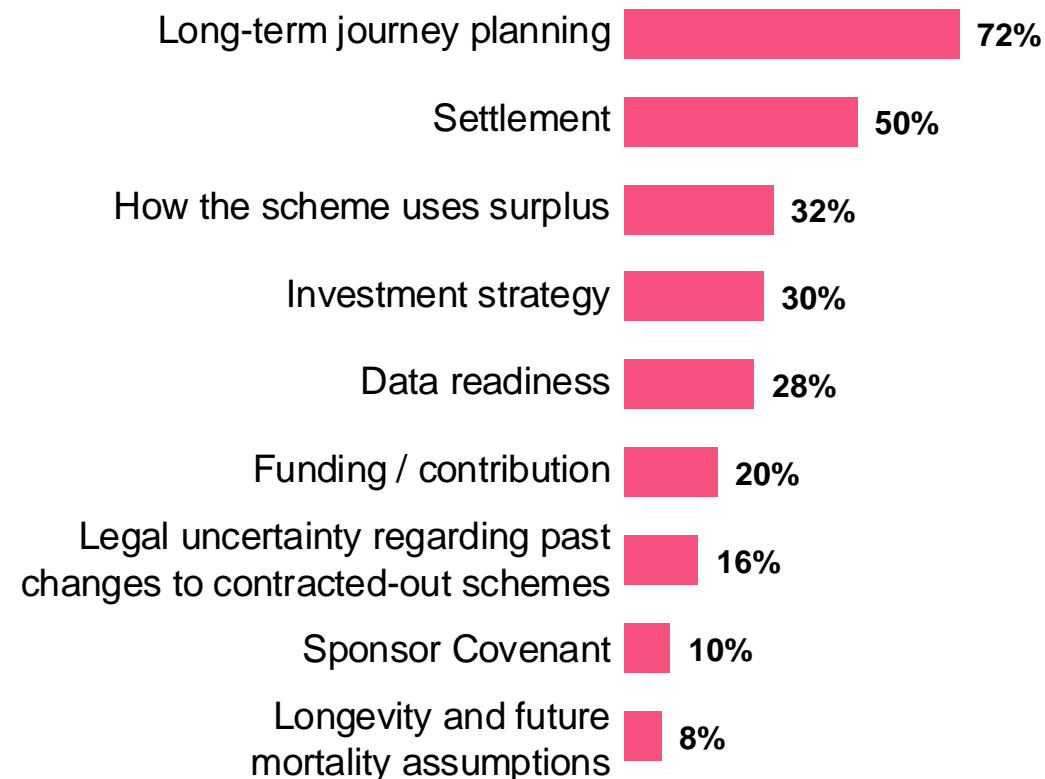 Long-term journey planning 72%
Settlement 50%
How the scheme uses surplus 32%
Investment strategy 30%
Data readiness 28%
Funding / contribution 20%
Legal uncertainty regarding past
changes to contracted-out schemes 16%
Sponsor Covenant 10%
Longevity and future
mortality assumptions 8%